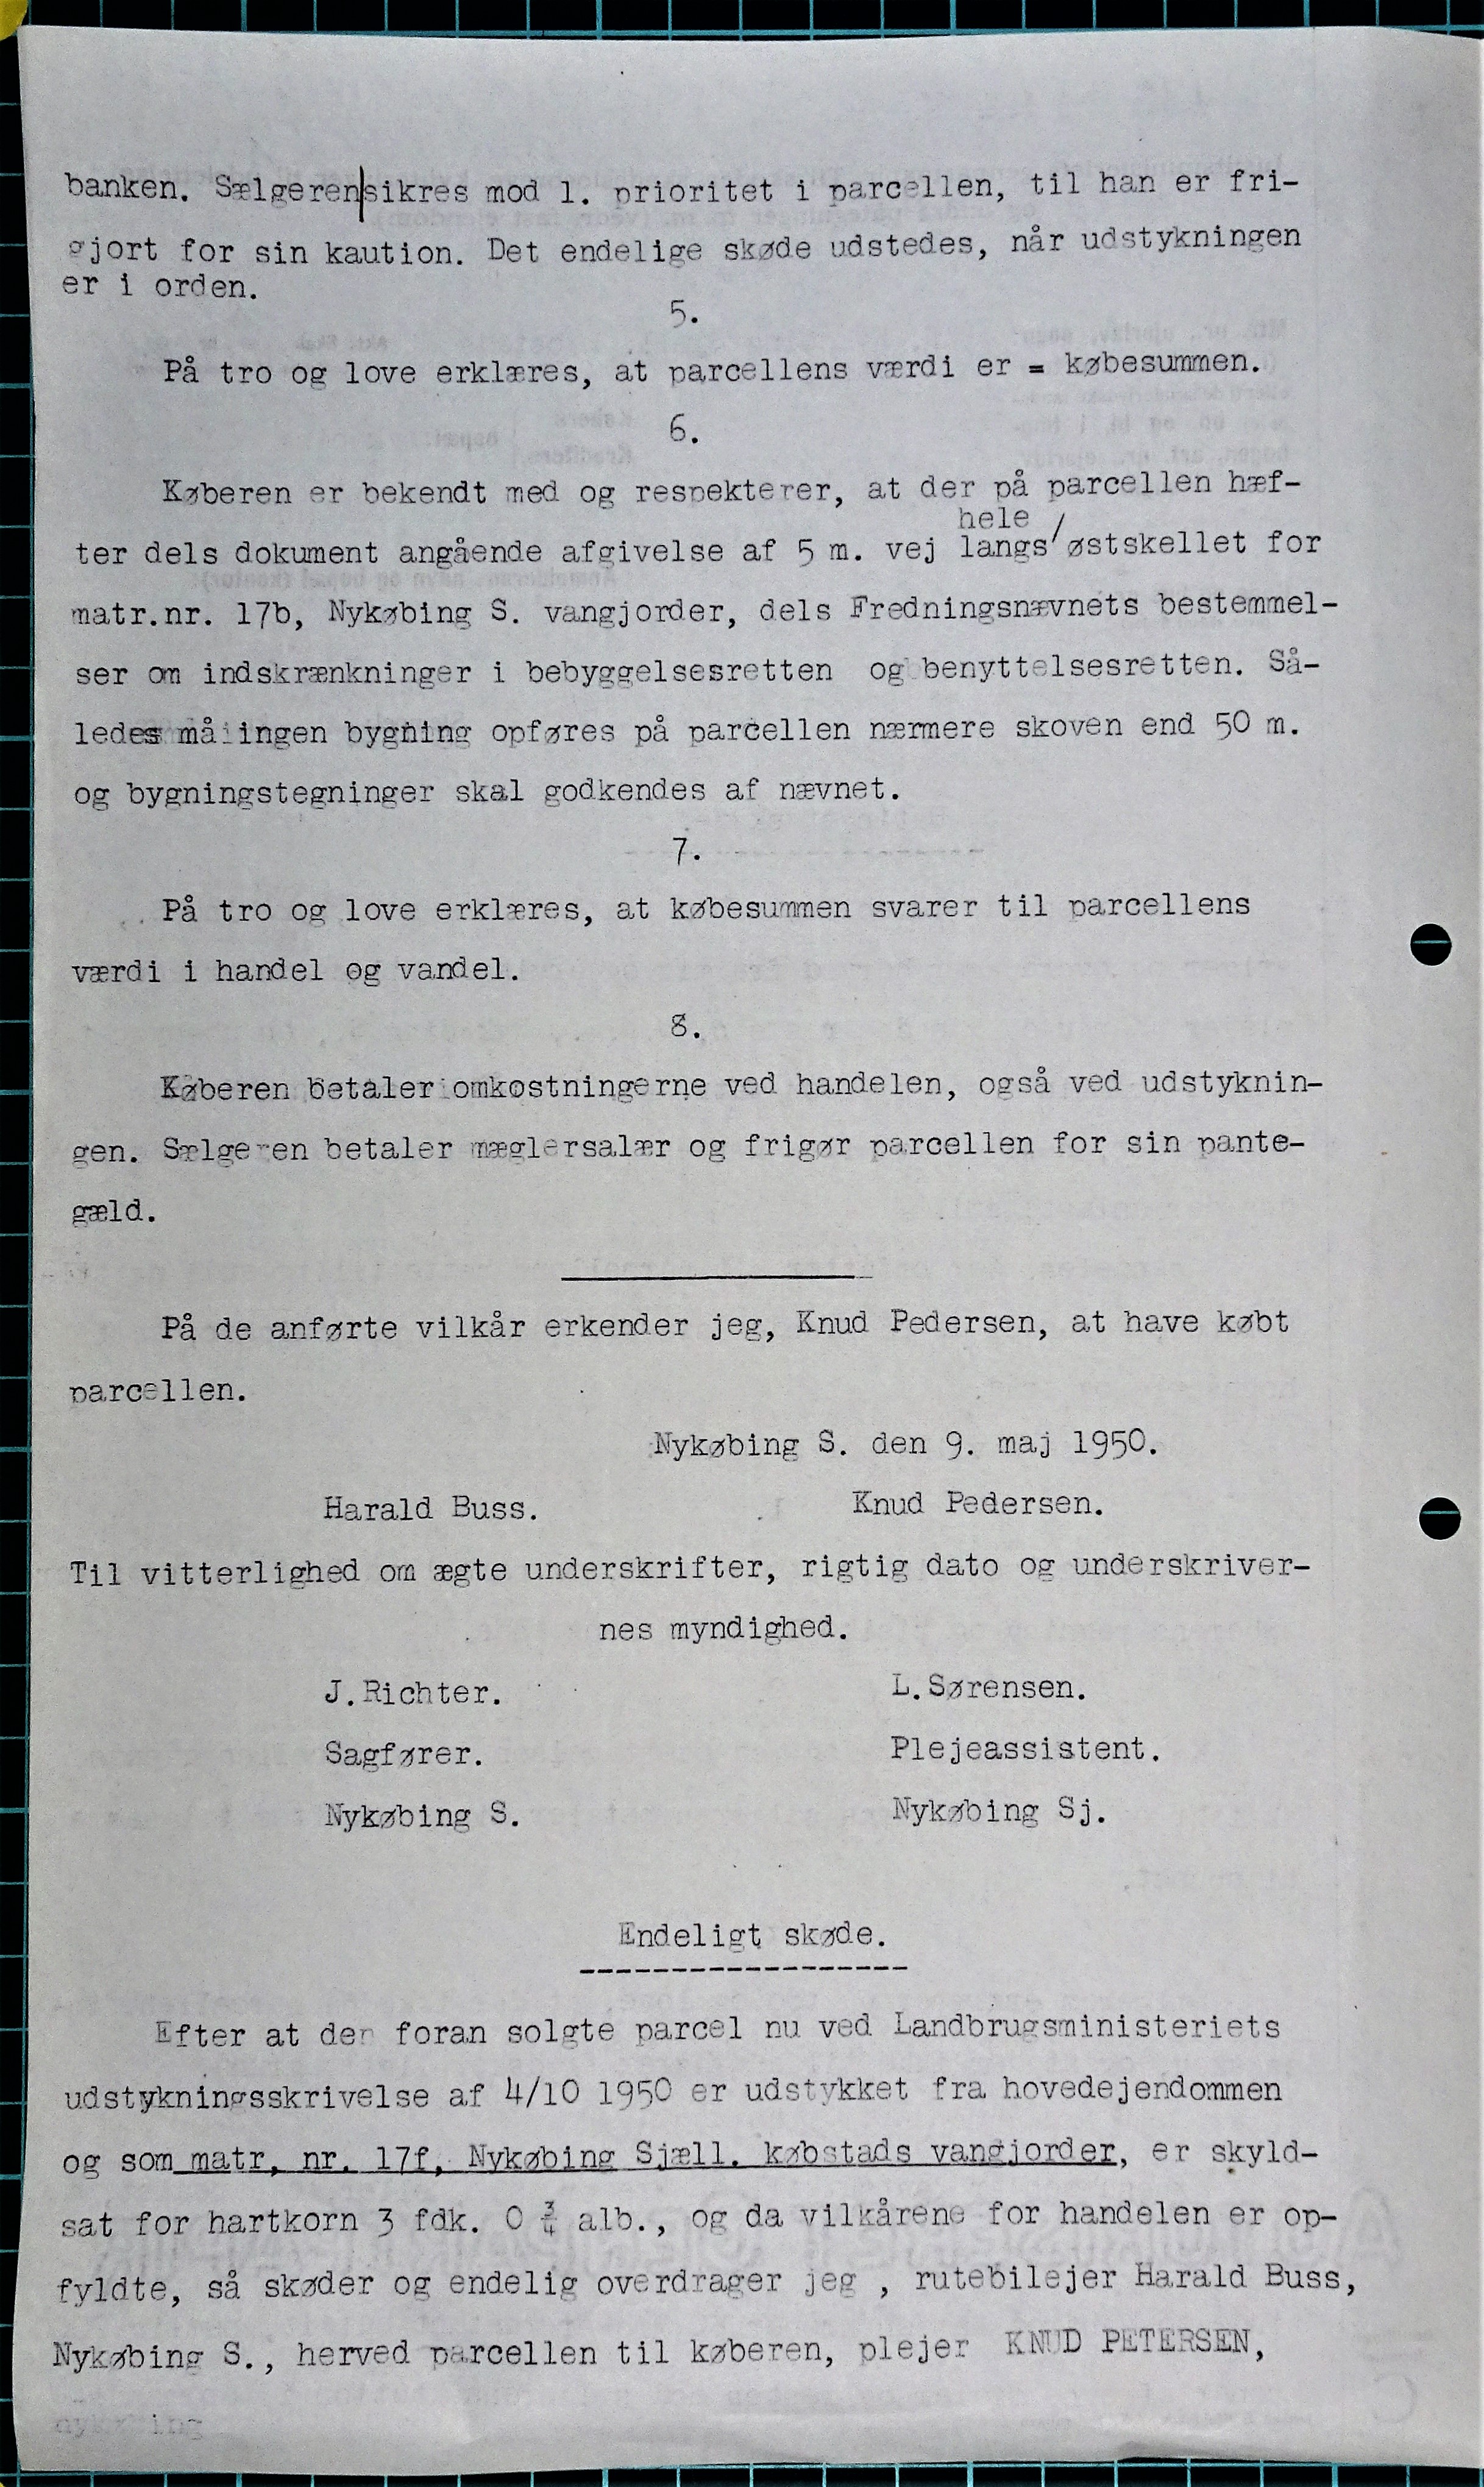 banken. Sælgeren|sikres mod 1. prioritet i parcellen, til han er fri-
gjort for sin kaution. Det endelige skøde udstedes, når udstykningen
er i orden.
5.
På tro og love erklæres, at parcellens værdi er = købesummen.
6.
Køberen er bekendt med og respekterer, at der på parcellen hæf-
hele /
ter dels dokument angående afgivelse af 5 m. vej langs østskellet for
matr.nr. 17b, Nykøbing S. vangjorder, dels Fredningsnævnets bestemmel-
ser om indskrænkninger i bebyggelsesretten og benyttelsesretten. Så-
ledes må ingen bygning opføres på parcellen nærmere skoven end 50 m.
og bygningstegninger skal godkendes af nævnet.
7.
På tro og love erklæres, at købesummen svarer til parcellens
værdi i handel og vandel.
8.
Køberen betaler omkostningerne ved handelen, også ved udstyknin-
gen. Sælgeren betaler mæglersalær og frigør parcellen for sin pante-
gæld.
På de anførte vilkår erkender jeg, Knud Pedersen, at have købt
parcellen.
Nykøbing S. den 9. maj 1950.
Harald Buss. Knud Pedersen.
Til vitterlighed om ægte underskrifter, rigtig dato og underskriver-
nes myndighed.
J.Richter. L.Sørensen.
Sagfører. Plejeassistent.
Nykøbing S. Nykøbing Sj.
Endeligt skøde.
------------------
Efter at den foran solgte parcel nu ved Landbrugsministeriets
udstykningsskrivelse af 4/10 1950 er udstykket fra hovedejendommen
og som matr. nr. 17f, Nykøbing Sjæll. købstads vangjorder, er skyld-
sat for hartkorn 3 fdk. 0 3/4 alb., og da vilkårene for handelen er op-
fyldte, så skøder og endelig overdrager jeg , rutebilejer Harald Buss,
Nykøbing S., herved parcellen til køberen, plejer KNUD PETERSEN,
nykøbing